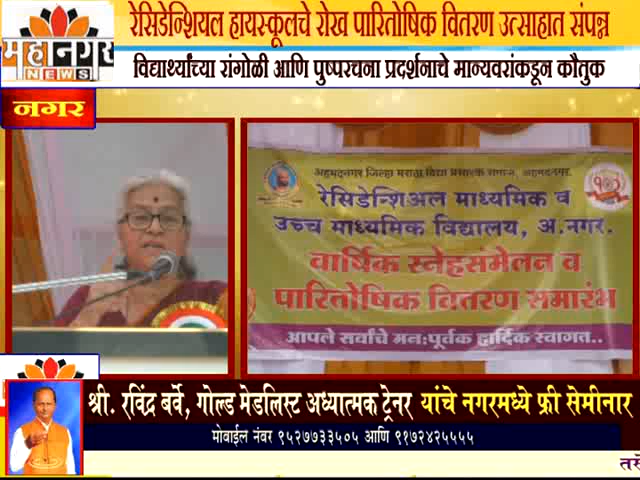 रेसिडेन्शियल हायस्कूलचे रोख पारितोषिक वितरण उत्साहात संपन्न
महानगर
NEWS
विद्यार्थ्यांच्या रांगोळी आणि पुष्परचना प्रदर्शनाचे मान्यवरांकडून कौतुक
नगर
अहमदनगर जिल्हा मराठा विद्या प्रसारक समाज, अहमदनगर.
रेसिडेन्शिअल माध्यमिक व
उच्च माध्यमिक विद्यालय, अ.नगर.
वार्षिक स्नेहसंमेलन व
पारितोषिक वितरण समारंभ
आपले सर्वांचे मन:पूर्वक हार्दिक स्वागत..
श्री. रविंद्र बर्वे, गोल्ड मेडलिस्ट अध्यात्मक ट्रेनर यांचे नगरमध्ये फ्री सेमीनार
मोबाईल नंबर ९५२७७३३५०५ आणि ९१७२४२५५५५